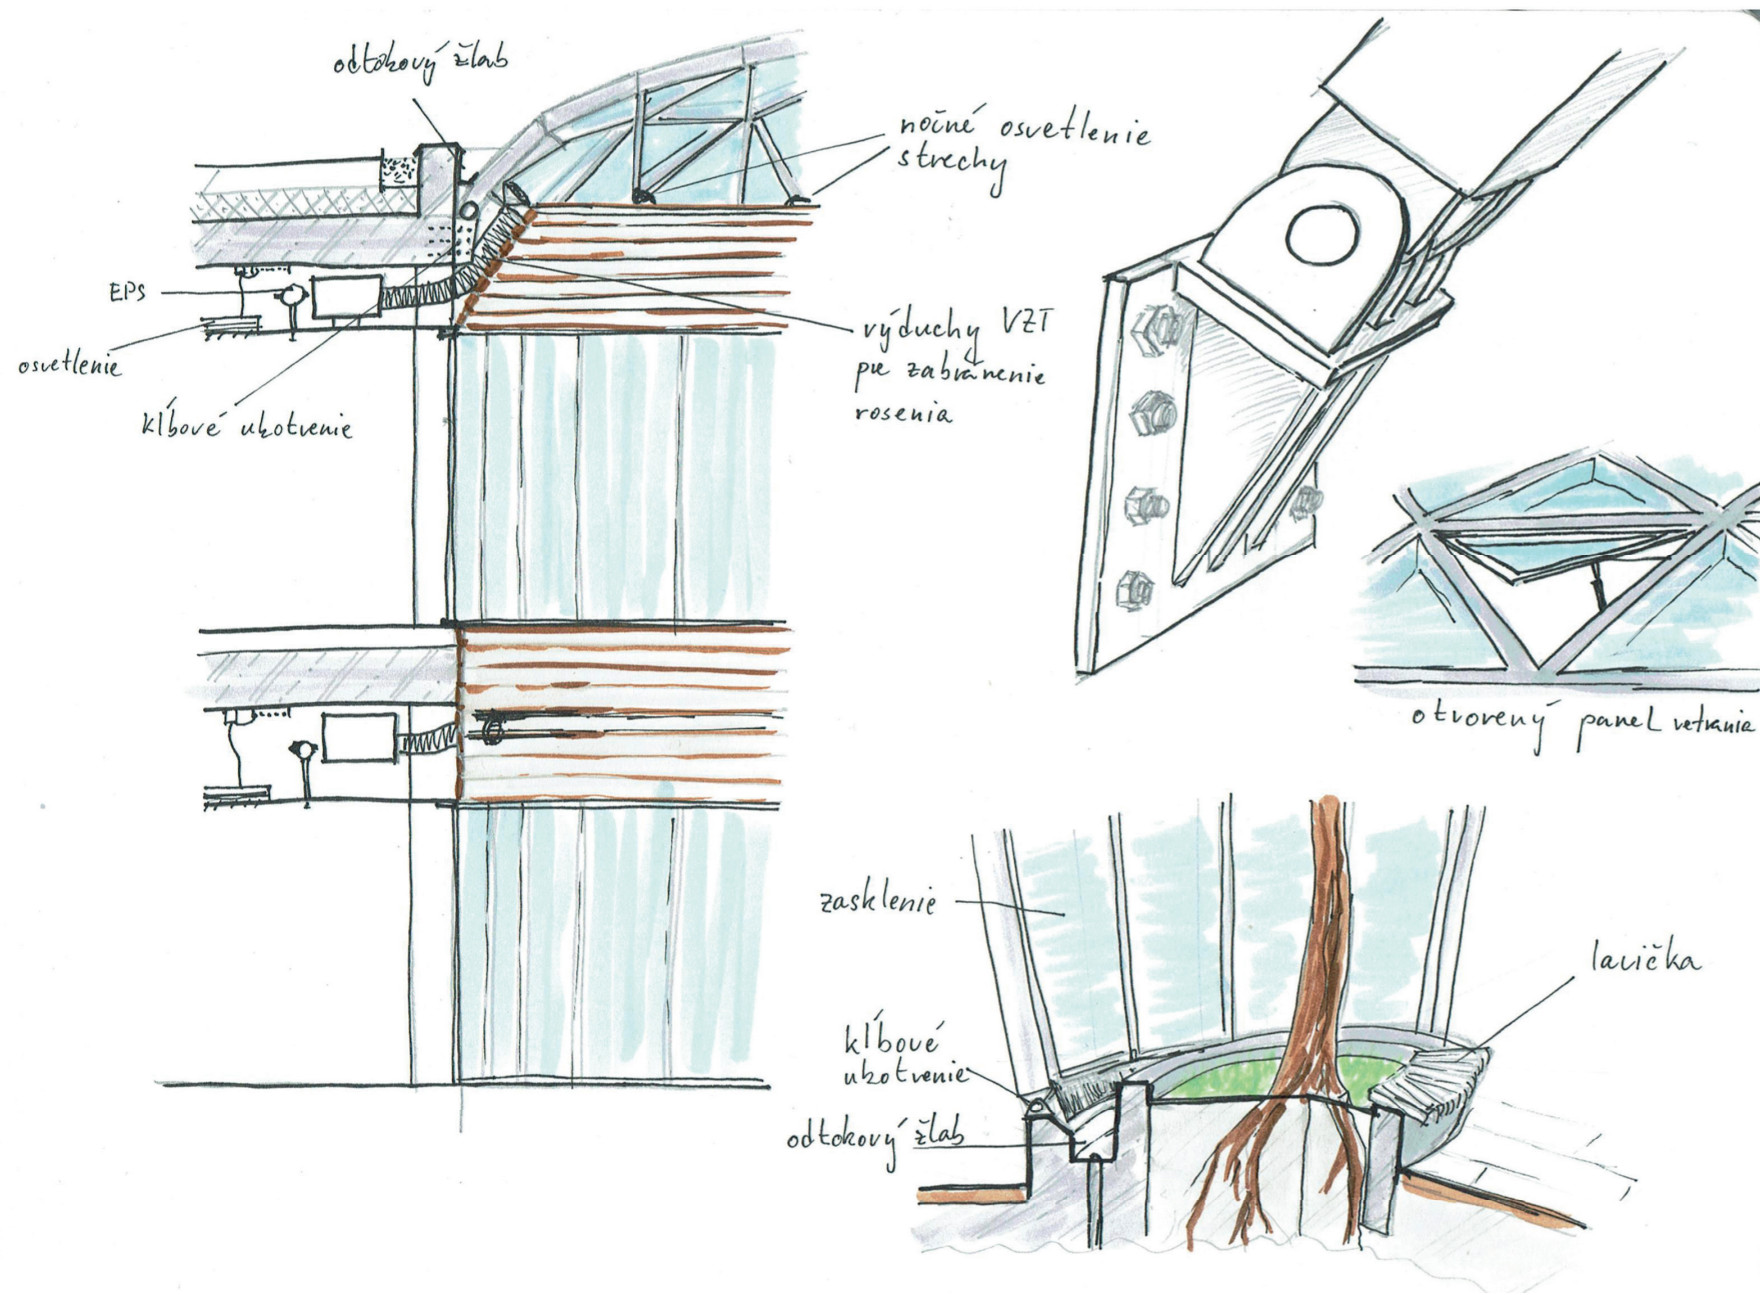 odtokový žlab
nočné osvetlenie
strechy
EPS
osvetlenie
kĺbové ukotvenie
výduchy VZT
pre zabránenie
rosenia
otvorený panel vetrania
zasklenie
lavička
kĺbové
ukotvenie
odtokový žlab